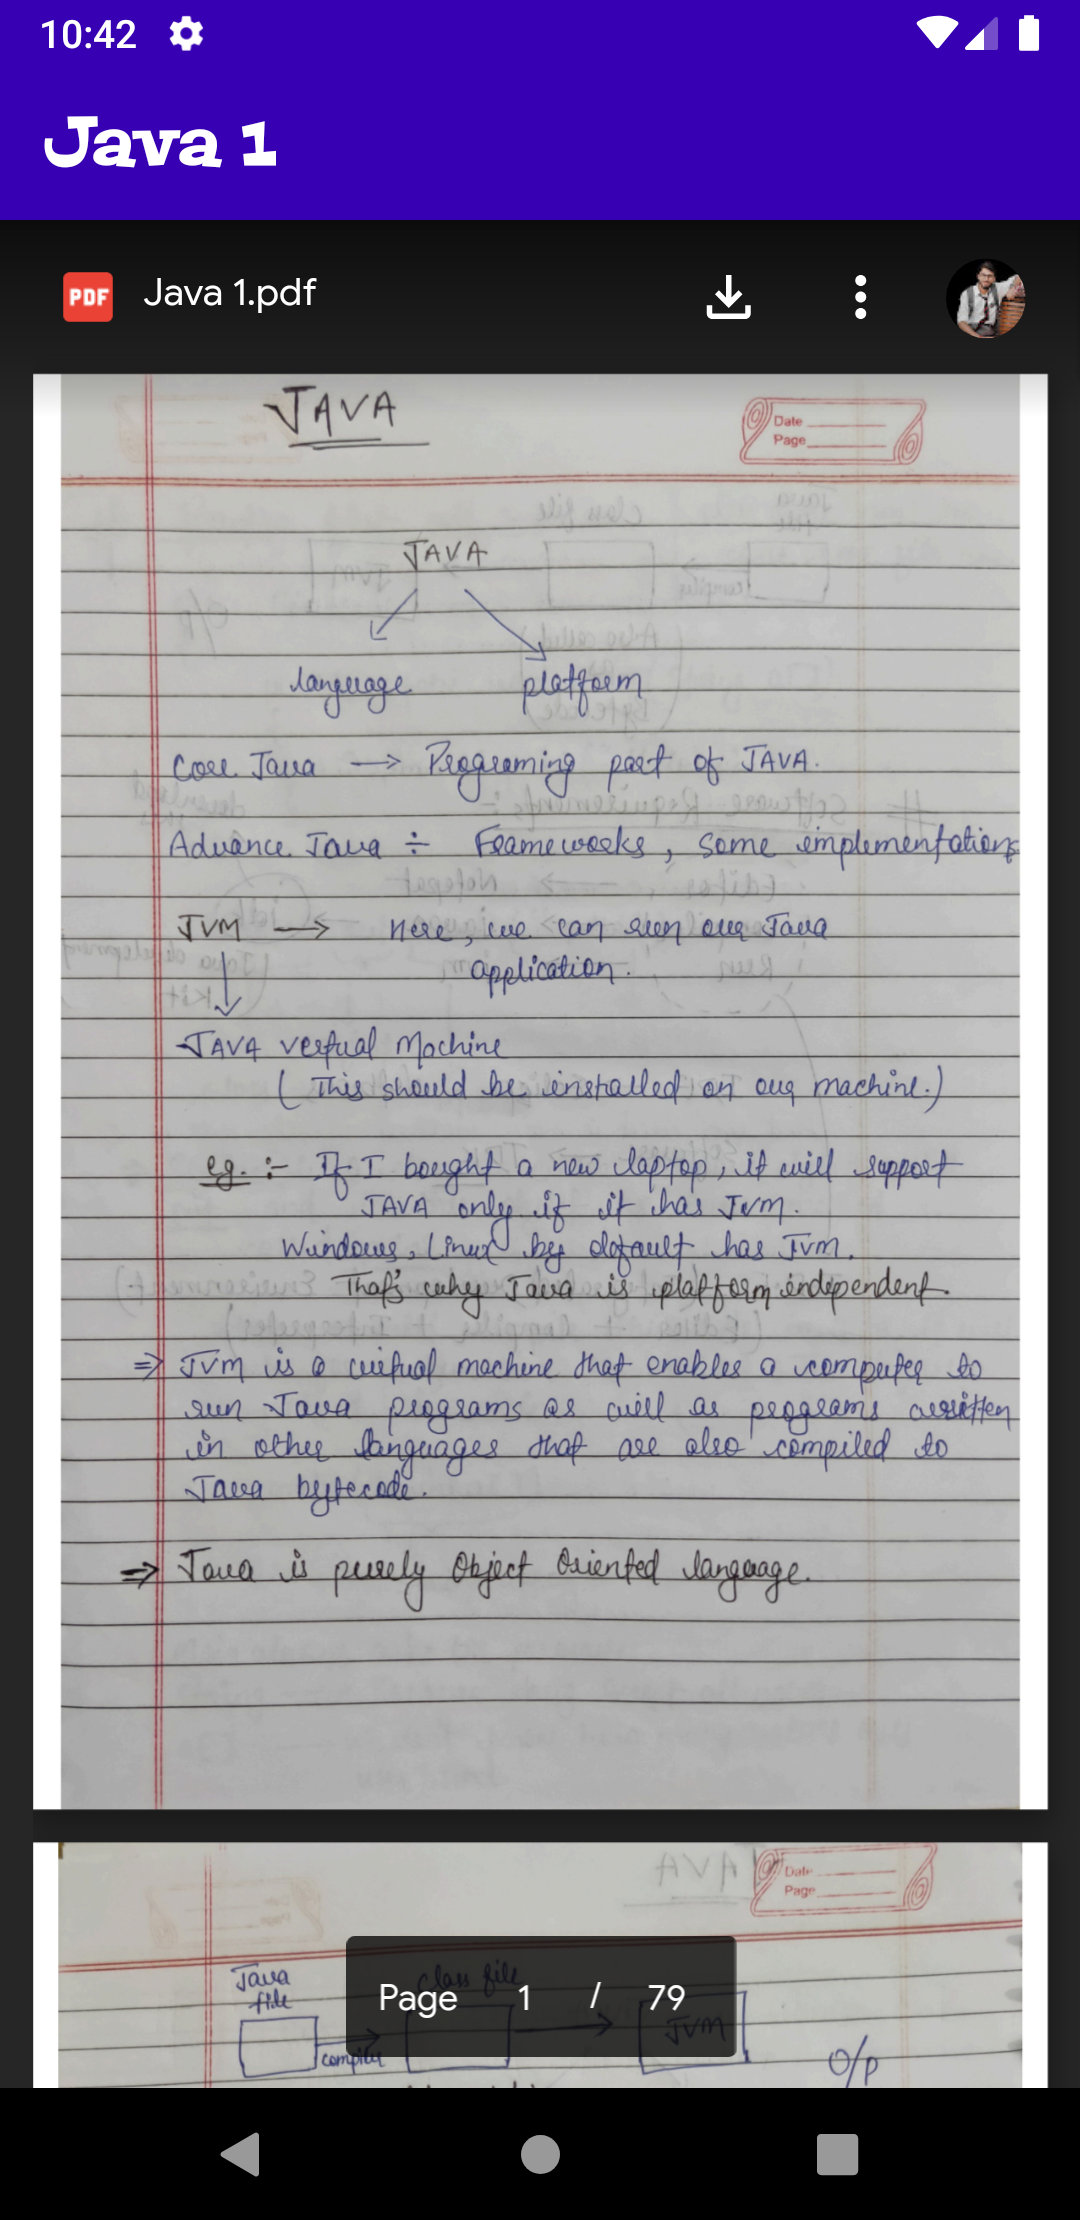 10:42
Java 1
PDF Java 1.pdf
JAVA
Date
Page
JAVA
language platform
Core Java → Programing part of JAVA.
Advance Java ÷ Frameworks, Some implementations
JVM → Here, we can run our Java
application.
JAVA vertual Machine
( This should be installed on our machine.)
eg. :- If I bought a new laptop, it will support
JAVA only if it has JVM.
Windows, Linux by default has JVM.
That's why Java is platform independent.
⇒ JVM is a virtual machine that enables a computer to
run Java programs as well as programs written
in other languages that are also compiled to
Java bytecode.
⇒ Java is purely Object Oriented language.
Date
Page
Java class file
file
Page 1 / 79
JVM
compiler
O/P